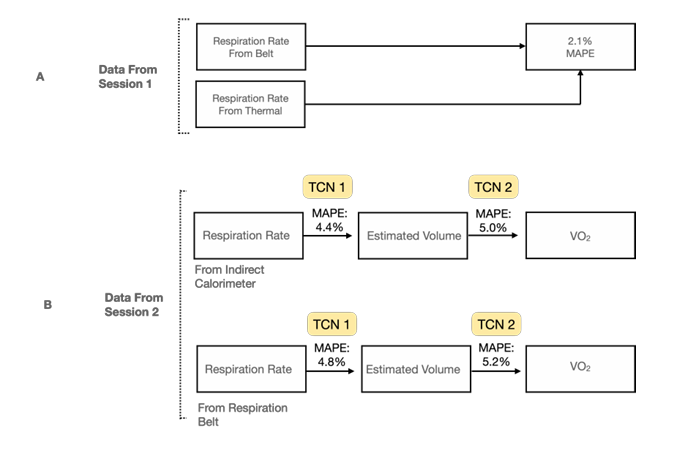 A
Data From
Session 1
Respiration Rate
From Belt
Respiration Rate
From Thermal
2.1%
MAPE
B
Data From
Session 2
TCN 1
TCN 2
Respiration Rate
MAPE:
4.4%
Estimated Volume
MAPE:
5.0%
VO₂
From Indirect
Calorimeter
TCN 1
TCN 2
Respiration Rate
MAPE:
4.8%
Estimated Volume
MAPE:
5.2%
VO₂
From Respiration
Belt